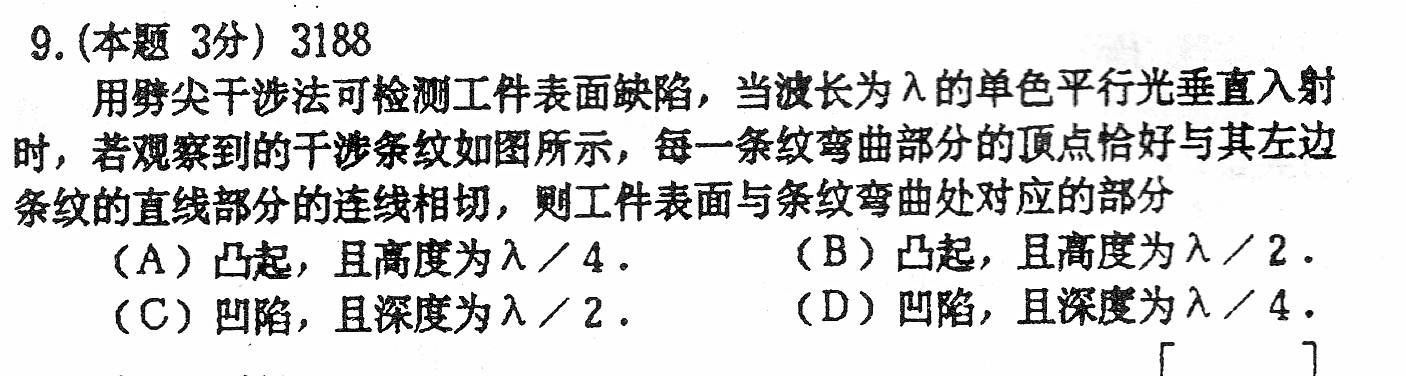 9.(本题 3分) 3188
用劈尖干涉法可检测工件表面缺陷，当波长为λ的单色平行光垂直入射
时，若观察到的干涉条纹如图所示，每一条纹弯曲部分的顶点恰好与其左边
条纹的直线部分的连线相切，则工件表面与条纹弯曲处对应的部分
（A）凸起，且高度为λ／4． （B）凸起，且高度为λ／2．
（C）凹陷，且深度为λ／2． （D）凹陷，且深度为λ／4．
[ ]